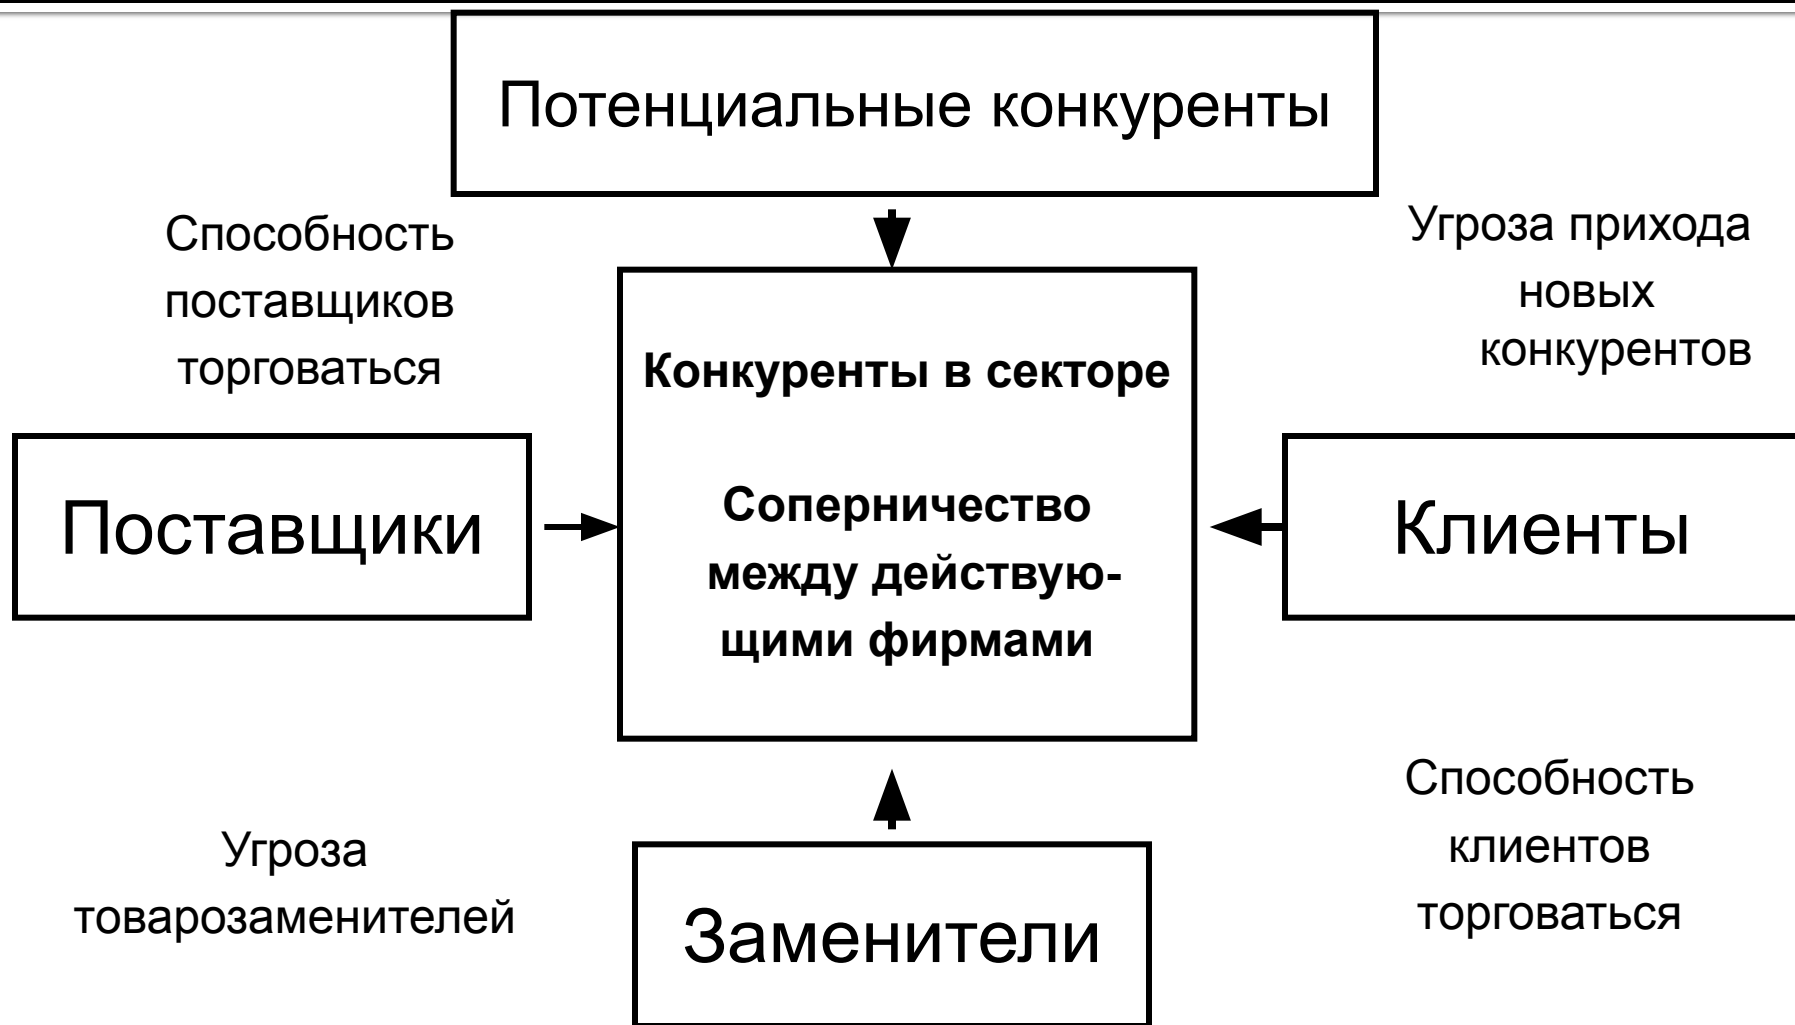 Потенциальные конкуренты
Способность
поставщиков
торговаться
Угроза прихода
новых
конкурентов
Конкуренты в секторе
Соперничество
между действую-
щими фирмами
Поставщики
Клиенты
Угроза
товарозаменителей
Заменители
Способность
клиентов
торговаться